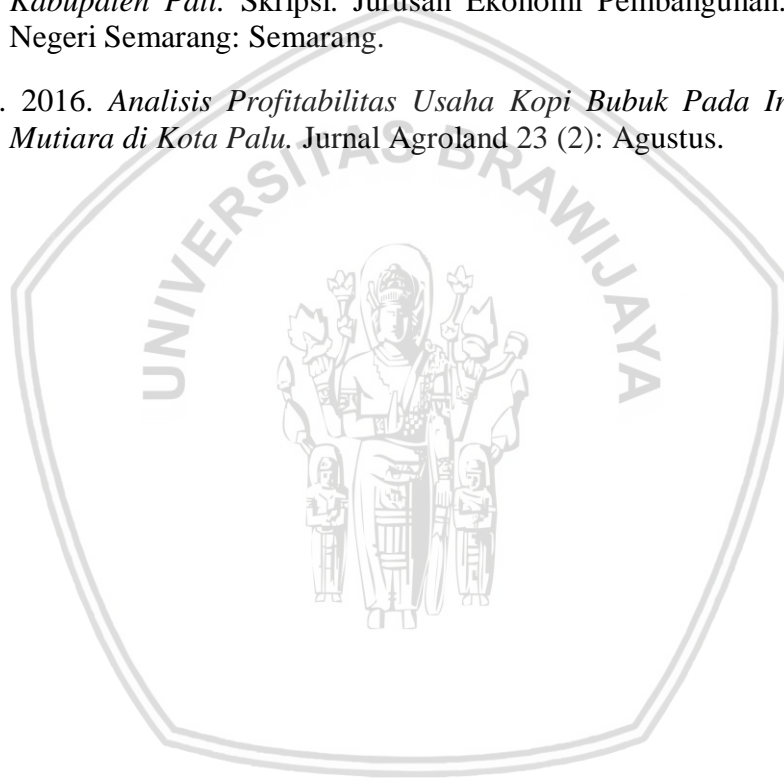 Kabupaten Pati. Skripsi. Jurusan Ekonomi Pembangunan.
Negeri Semarang: Semarang.
. 2016. Analisis Profitabilitas Usaha Kopi Bubuk Pada In
Mutiara di Kota Palu. Jurnal Agroland 23 (2): Agustus.
UNIVERSITAS BRAWIJAYA